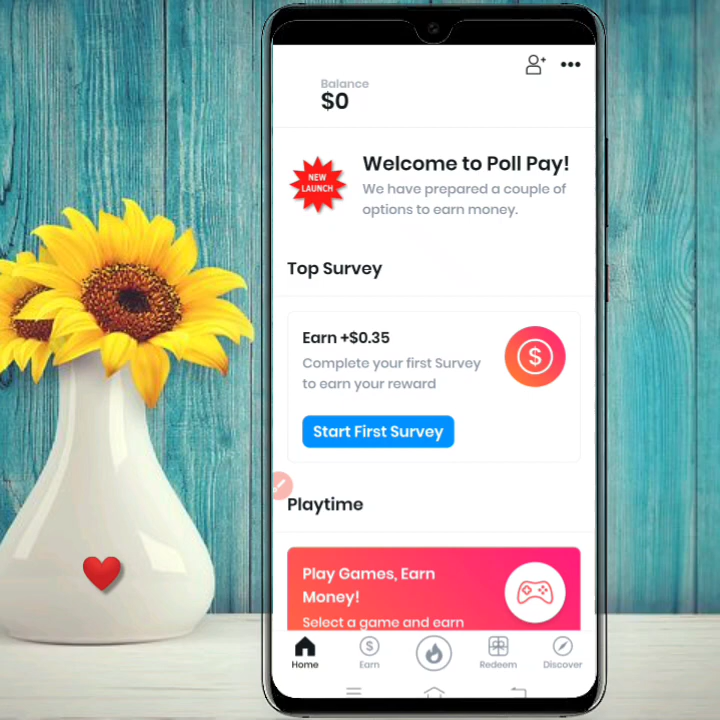 Balance
$0
NEW
LAUNCH
Welcome to Poll Pay!
We have prepared a couple of
options to earn money.
Top Survey
Earn +$0.35
Complete your first Survey
to earn your reward
$
Start First Survey
Playtime
Play Games, Earn
Money!
Select a game and earn
Home
$
Earn
Redeem
Discover